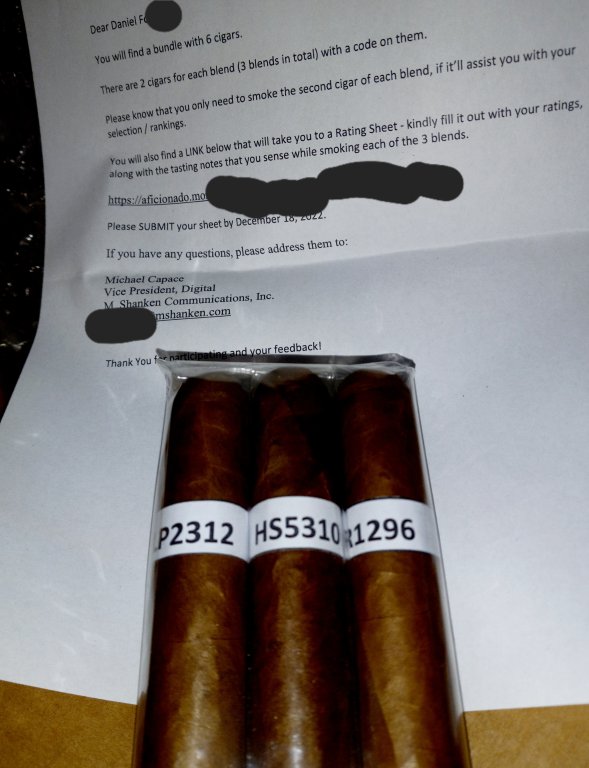 Dear Daniel F
You will find a bundle with 6 cigars.
There are 2 cigars for each blend (3 blends in total) with a code on them.
Please know that you only need to smoke the second cigar of each blend, if it'll assist you with your
selection / rankings.
You will also find a LINK below that will take you to a Rating Sheet - kindly fill it out with your ratings,
along with the tasting notes that you sense while smoking each of the 3 blends.
https://aficionado.mo
Please SUBMIT your sheet by December 18, 2022.
If you have any questions, please address them to:
Michael Capace
Vice President, Digital
M. Shanken Communications, Inc.
mshanken.com
Thank You for participating and your feedback!
P2312
HS5310
R1296